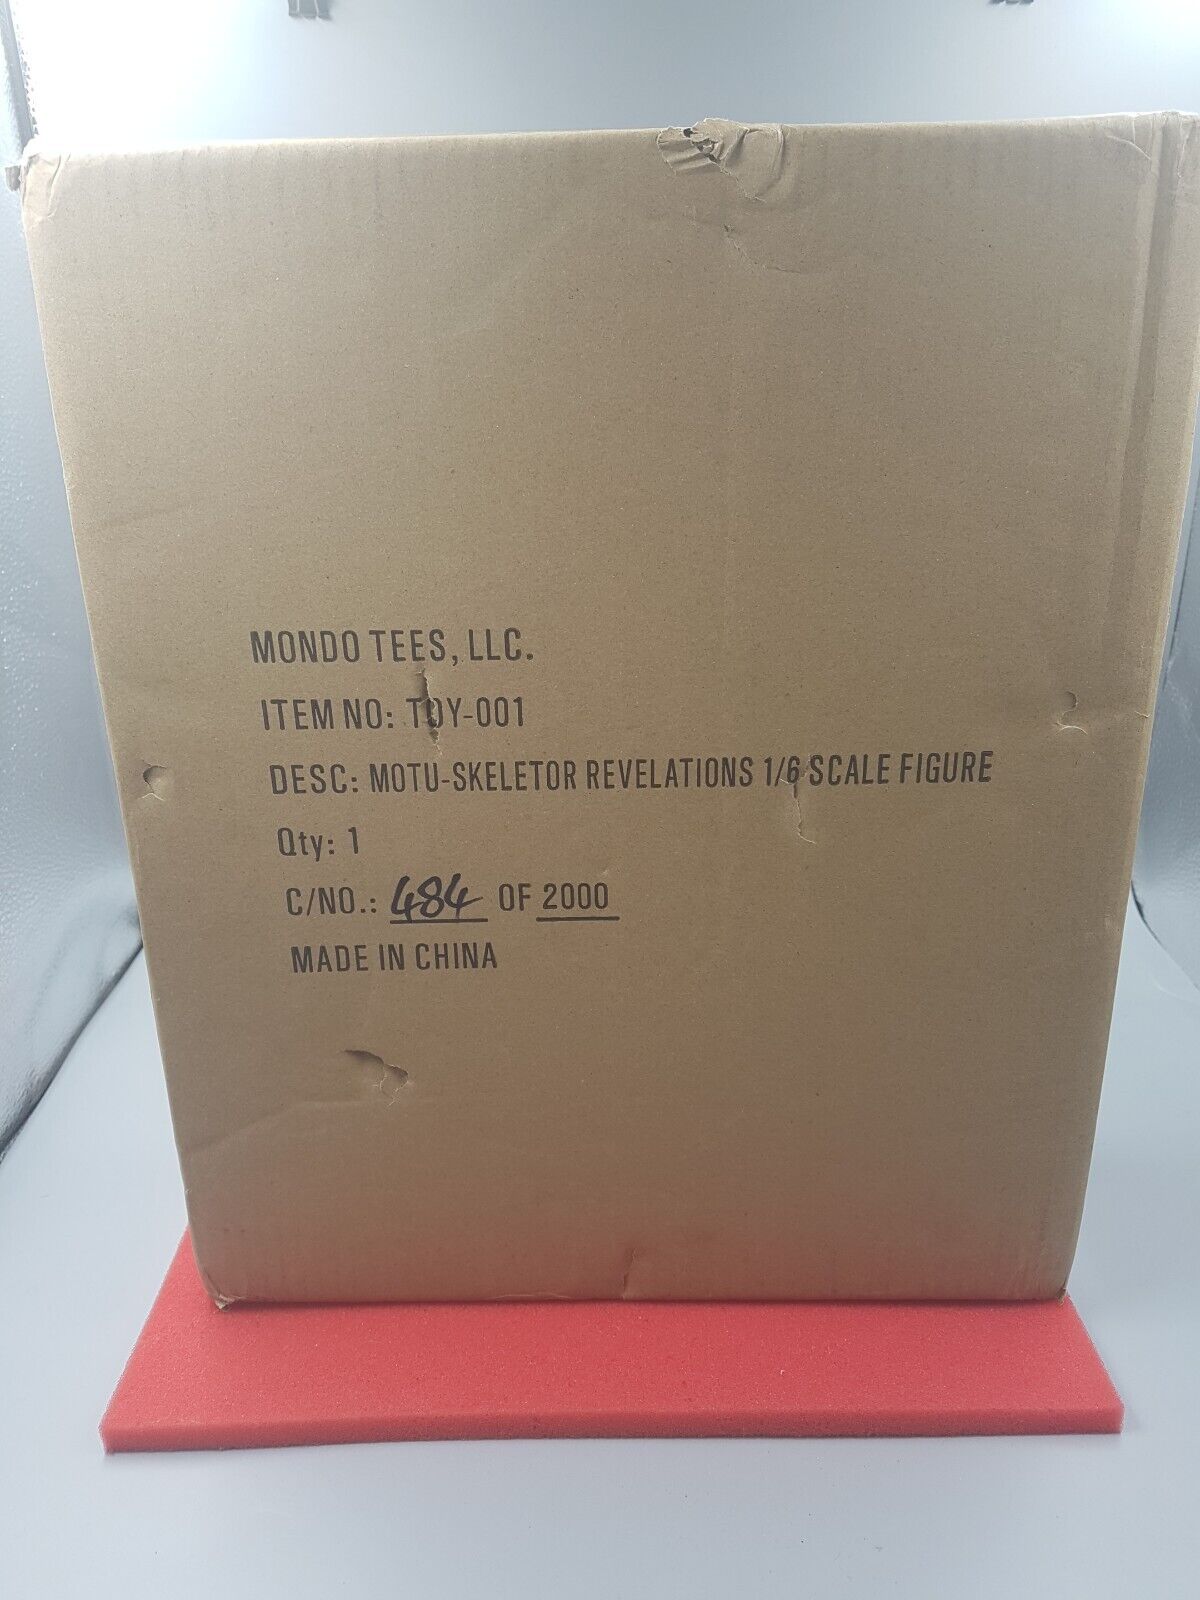 MONDO TEES, LLC.
ITEM NO: TOY-001
DESC: MOTU-SKELETOR REVELATIONS 1/6 SCALE FIGURE
Qty: 1
C/NO.: 484 OF 2000
MADE IN CHINA